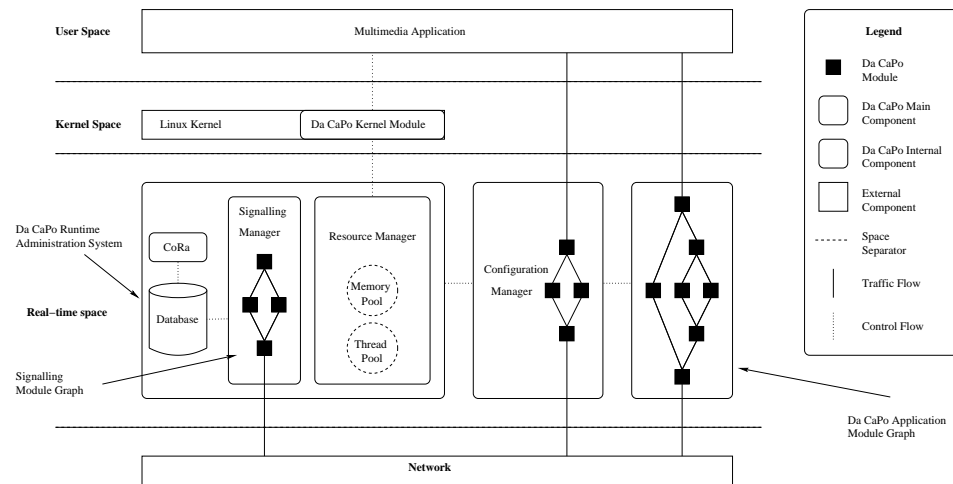 User Space
Multimedia Application
Legend
Da CaPo
Module
Da CaPo Main
Component
Da CaPo Internal
Component
External
Component
Space
Separator
Traffic Flow
Control Flow
Kernel Space
Linux Kernel
Da CaPo Kernel Module
Da CaPo Runtime
Administration System
CoRa
Signalling
Manager
Resource Manager
Memory
Pool
Thread
Pool
Configuration
Manager
Database
Real−time space
Signalling
Module Graph
Da CaPo Application
Module Graph
Network